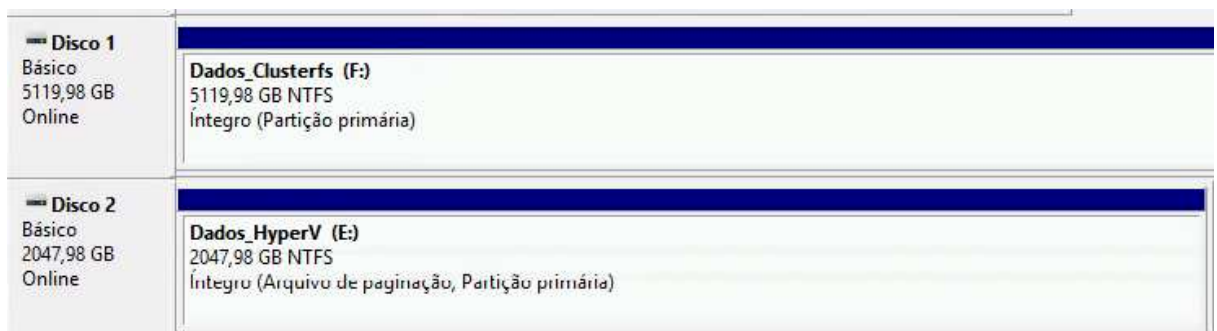 Disco 1
Básico
5119,98 GB
Online
Dados_Clusterfs (F:)
5119,98 GB NTFS
Íntegro (Partição primária)
Disco 2
Básico
2047,98 GB
Online
Dados_HyperV (E:)
2047,98 GB NTFS
Íntegro (Arquivo de paginação, Partição primária)